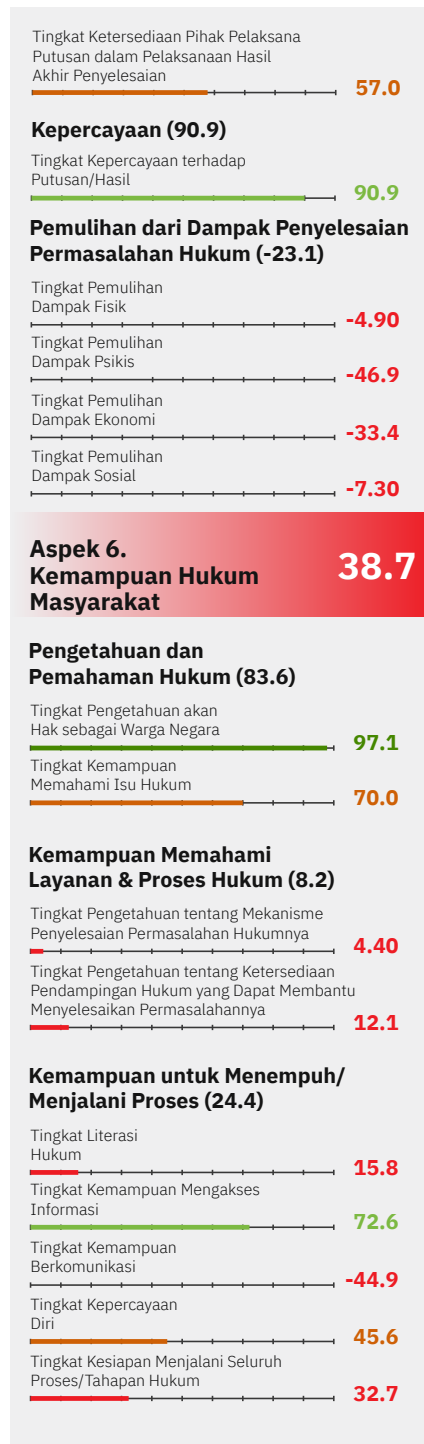 Tingkat Ketersediaan Pihak Pelaksana
Putusan dalam Pelaksanaan Hasil
Akhir Penyelesaian
57.0
Kepercayaan (90.9)
Tingkat Kepercayaan terhadap
Putusan/Hasil
90.9
Pemulihan dari Dampak Penyelesaian
Permasalahan Hukum (-23.1)
Tingkat Pemulihan
Dampak Fisik
-4.90
Tingkat Pemulihan
Dampak Psikis
-46.9
Tingkat Pemulihan
Dampak Ekonomi
-33.4
Tingkat Pemulihan
Dampak Sosial
-7.30
Aspek 6.
Kemampuan Hukum
Masyarakat
38.7
Pengetahuan dan
Pemahaman Hukum (83.6)
Tingkat Pengetahuan akan
Hak sebagai Warga Negara
97.1
Tingkat Kemampuan
Memahami Isu Hukum
70.0
Kemampuan Memahami
Layanan & Proses Hukum (8.2)
Tingkat Pengetahuan tentang Mekanisme
Penyelesaian Permasalahan Hukumnya
4.40
Tingkat Pengetahuan tentang Ketersediaan
Pendampingan Hukum yang Dapat Membantu
Menyelesaikan Permasalahannya
12.1
Kemampuan untuk Menempuh/
Menjalani Proses (24.4)
Tingkat Literasi
Hukum
15.8
Tingkat Kemampuan Mengakses
Informasi
72.6
Tingkat Kemampuan
Berkomunikasi
-44.9
Tingkat Kepercayaan
Diri
45.6
Tingkat Kesiapan Menjalani Seluruh
Proses/Tahapan Hukum
32.7